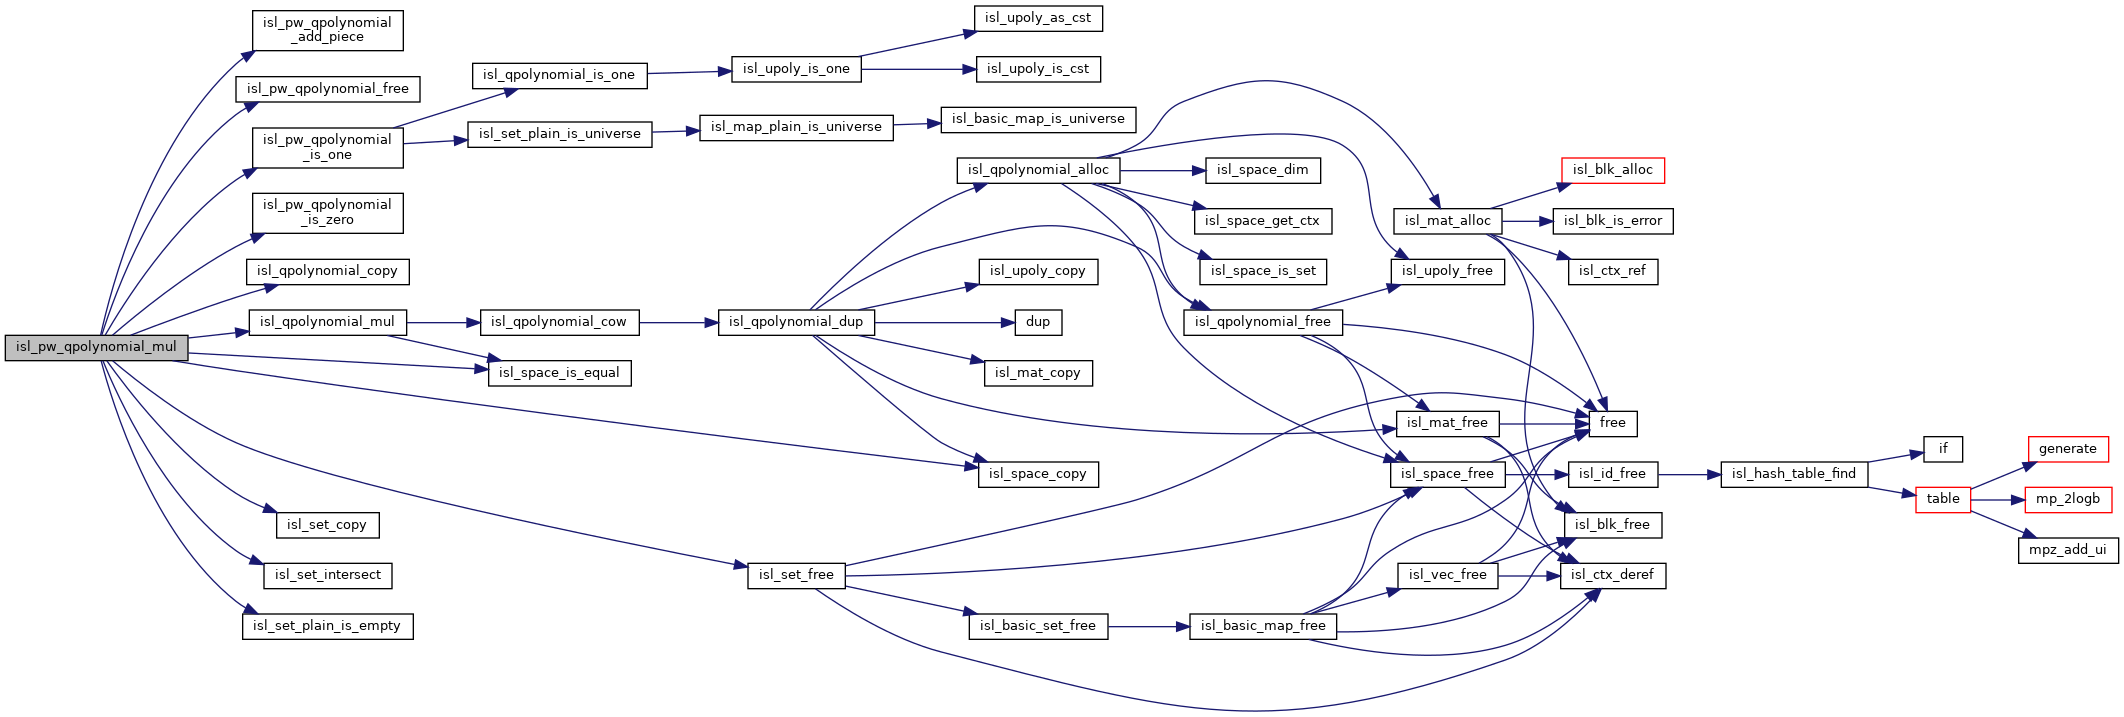 isl_pw_qpolynomial_mul
isl_pw_qpolynomial
_add_piece
isl_pw_qpolynomial_free
isl_pw_qpolynomial
_is_one
isl_pw_qpolynomial
_is_zero
isl_qpolynomial_copy
isl_qpolynomial_mul
isl_set_copy
isl_set_intersect
isl_set_plain_is_empty
isl_qpolynomial_is_one
isl_set_plain_is_universe
isl_qpolynomial_cow
isl_space_is_equal
isl_upoly_is_one
isl_map_plain_is_universe
isl_qpolynomial_dup
isl_set_free
isl_upoly_as_cst
isl_upoly_is_cst
isl_basic_map_is_universe
isl_qpolynomial_alloc
isl_upoly_copy
dup
isl_mat_copy
isl_space_copy
isl_basic_set_free
isl_space_dim
isl_space_get_ctx
isl_space_is_set
isl_qpolynomial_free
isl_basic_map_free
isl_mat_alloc
isl_upoly_free
isl_mat_free
isl_space_free
isl_vec_free
isl_blk_alloc
isl_blk_is_error
isl_ctx_ref
free
isl_id_free
isl_blk_free
isl_ctx_deref
isl_hash_table_find
if
table
generate
mp_2logb
mpz_add_ui